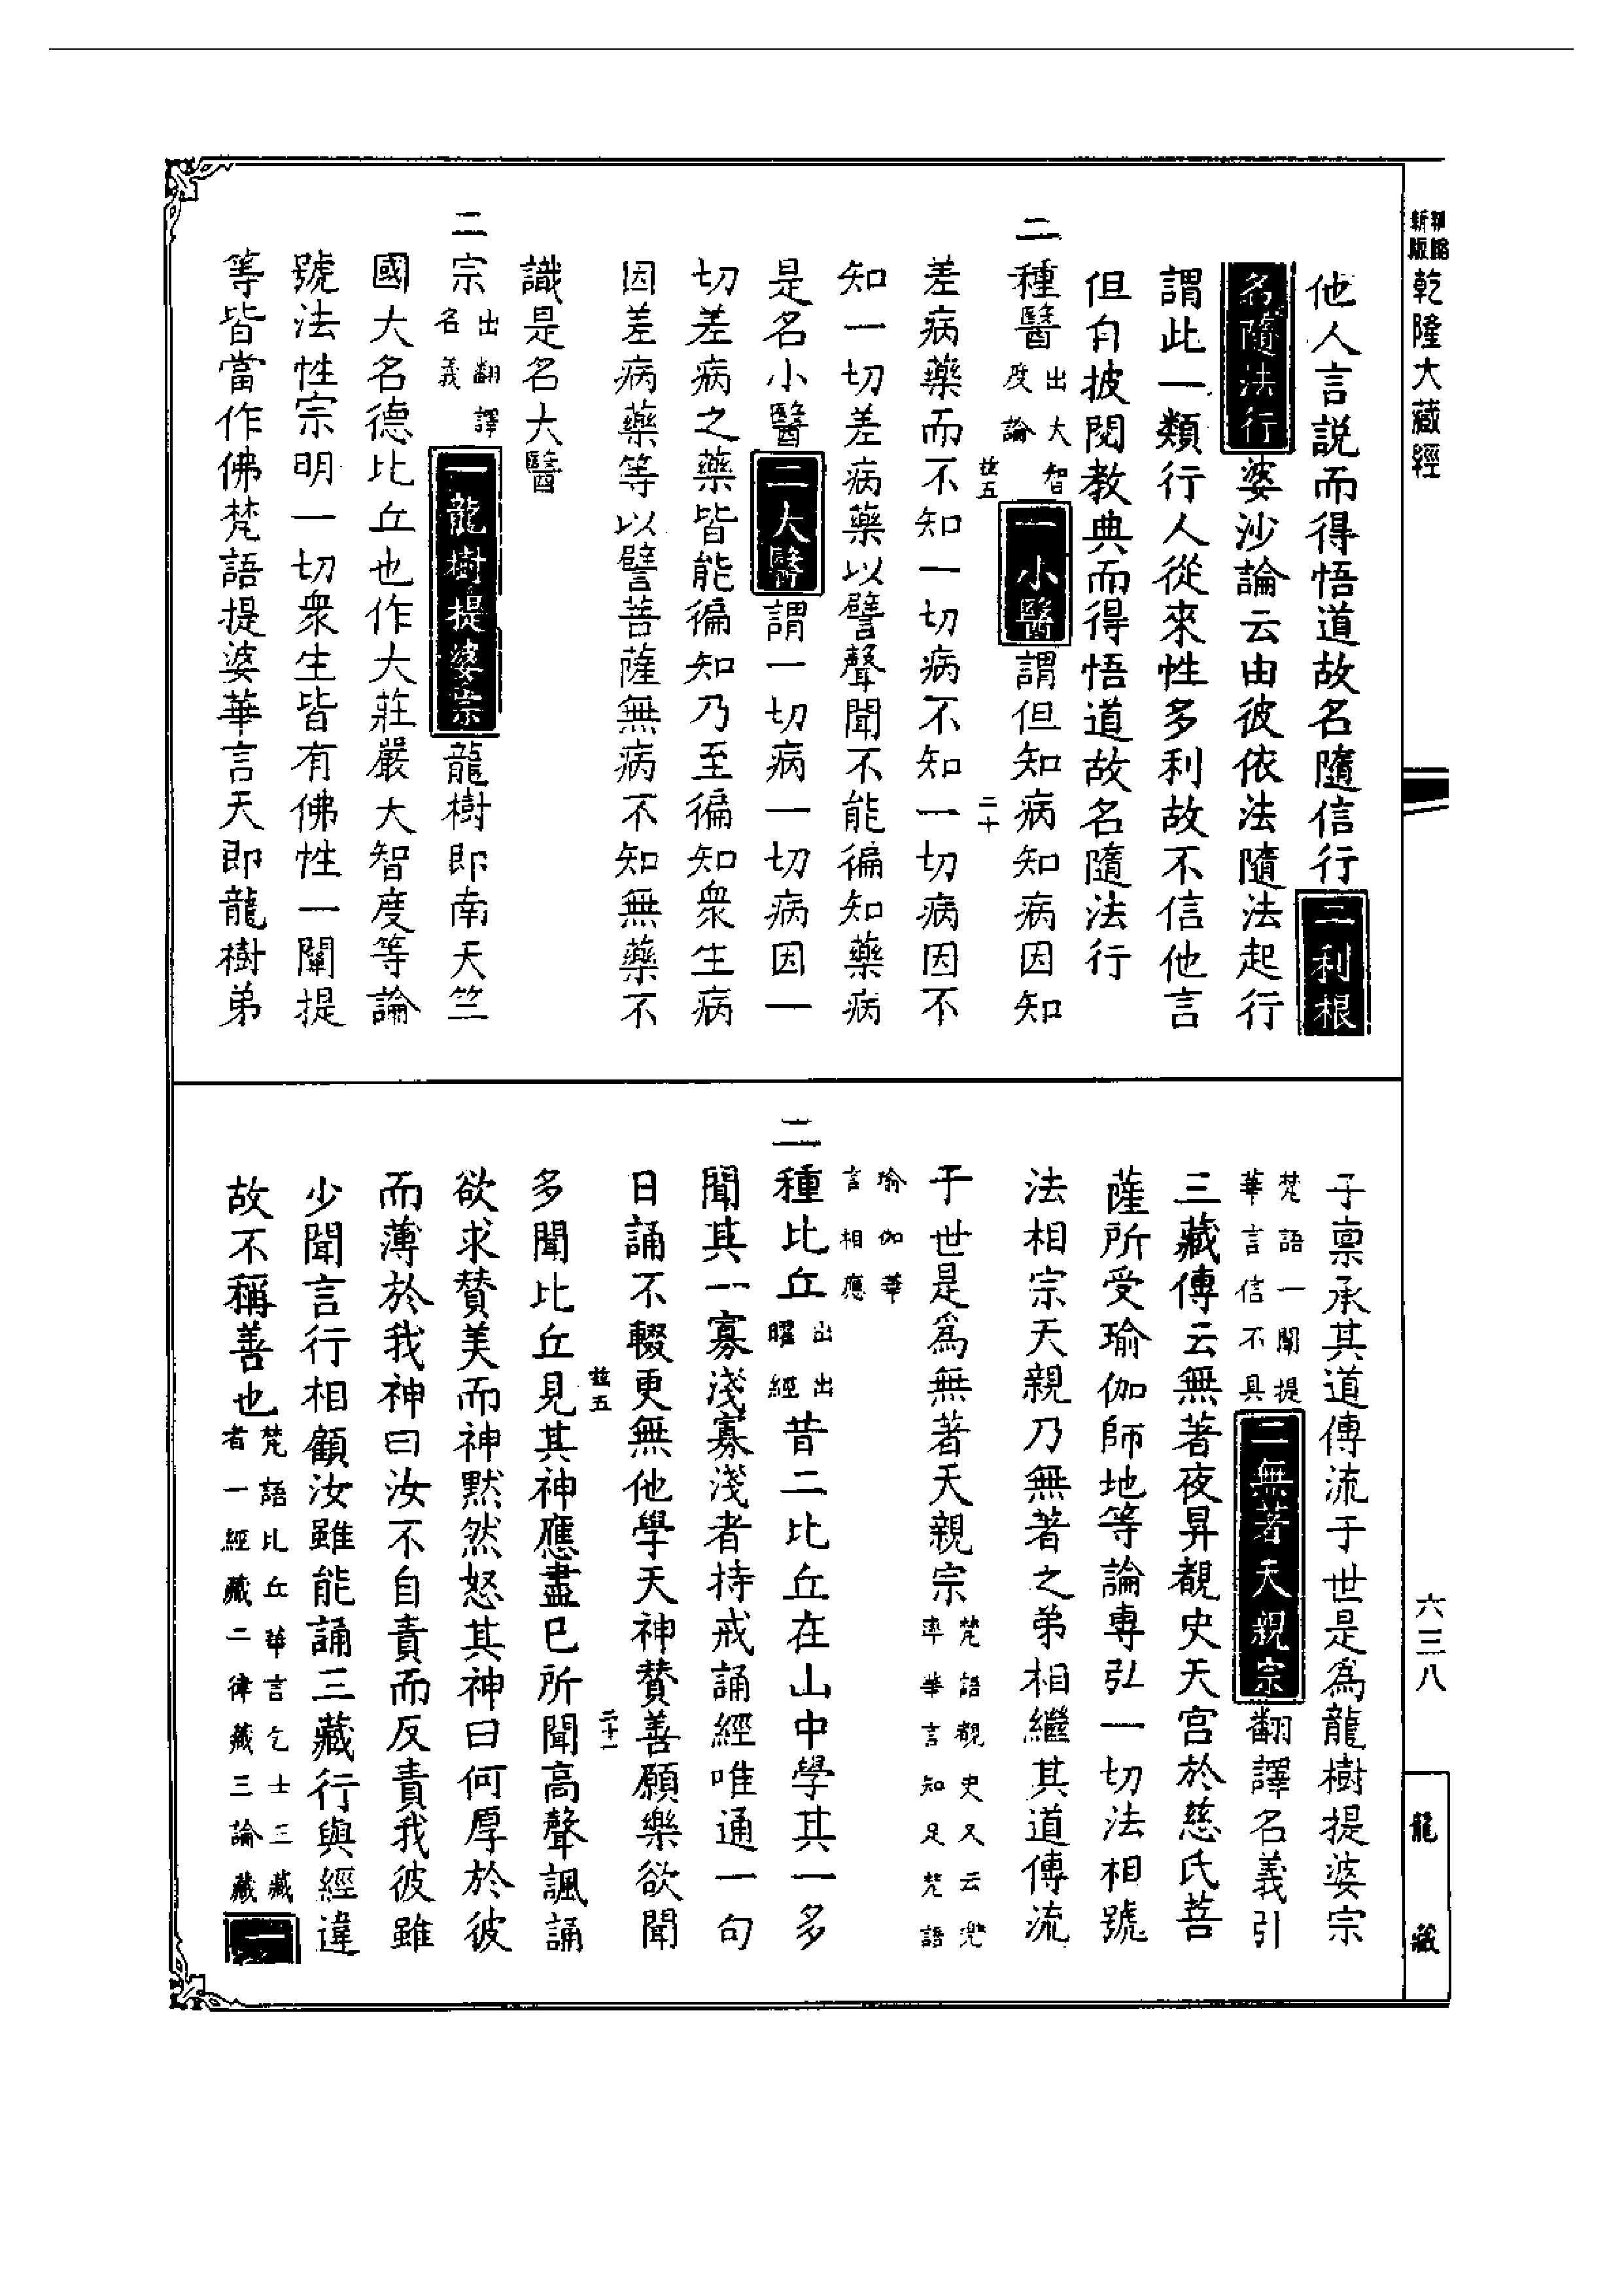 新版
乾隆大藏經
六三八
龍藏
他人言説而得悟道故名隨信行二利根
名隨法行婆沙論云由彼依法隨法起行
謂此一類行人從來性多利故不信他言
但自披閱教典而得悟道故名隨法行
二種醫出大智度論一小醫謂但知病知病因知
玆五 二十
差病藥而不知一切病不知一切病因不
知一切差病藥以譬聲聞不能徧知藥病
是名小醫二大醫謂一切病一切病因一
切差病之藥皆能徧知乃至徧知衆生病
因差病藥等以譬菩薩無病不知無藥不
識是名大醫
二宗出翻譯名義一龍樹提婆宗龍樹即南天竺
國大名德比丘也作大莊嚴大智度等論
號法性宗明一切衆生皆有佛性一闡提
等皆當作佛梵語提婆華言天即龍樹弟
子禀承其道傳流于世是爲龍樹提婆宗
梵語一闡提華言信不具二無著天親宗翻譯名義引
三藏傳云無著夜昇覩史天宮於慈氏菩
薩所受瑜伽師地等論專弘一切法相號
法相宗天親乃無著之弟相繼其道傳流
于世是爲無著天親宗梵語覩史又云兜率華言知足梵語
瑜伽華言相應
二種比丘出出曜經昔二比丘在山中學其一多
聞其一寡淺寡淺者持戒誦經唯通一句
日誦不輟更無他學天神贊善願樂欲聞
玆五 二十一
多聞比丘見其神應盡已所聞高聲諷誦
欲求贊美而神默然怒其神曰何厚於彼
而薄於我神曰汝不自責而反責我彼雖
少聞言行相顧汝雖能誦三藏行與經違
故不稱善也梵語比丘華言乞士三藏者一經藏二律藏三論藏一